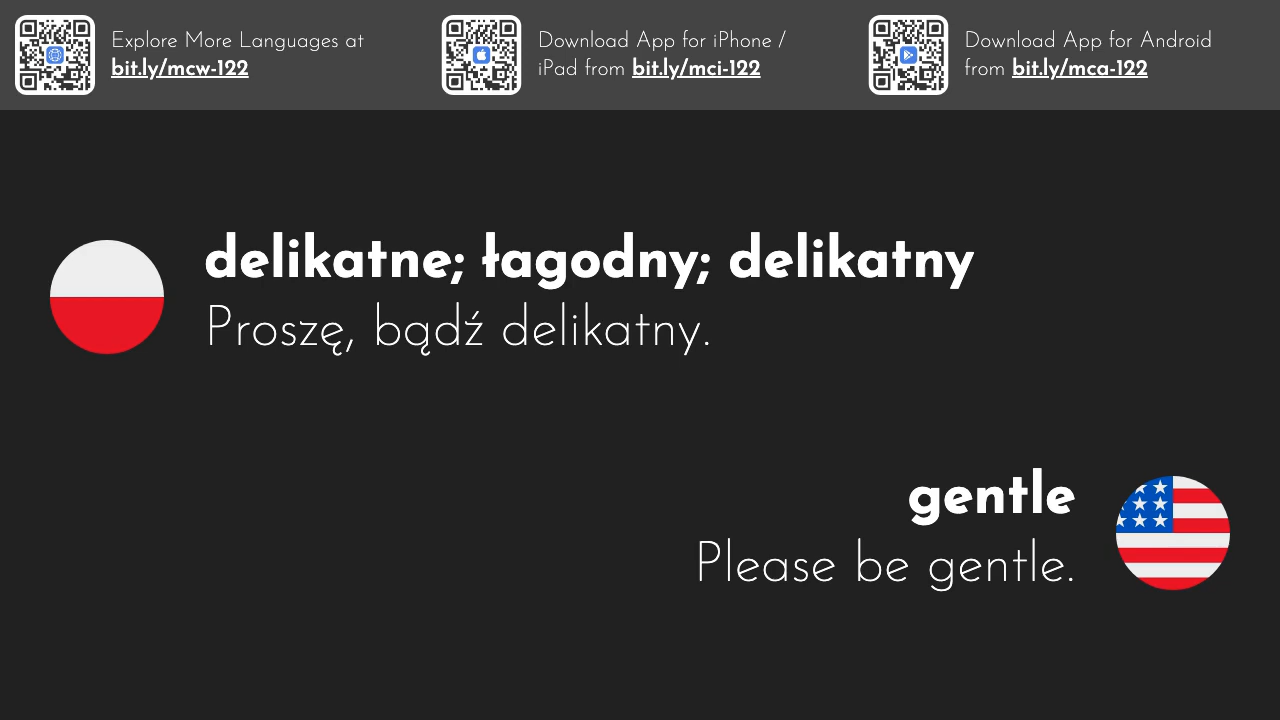 Explore More Languages at
bit.ly/mcw-122
Download App for iPhone /
iPad from bit.ly/mci-122
Download App for Android
from bit.ly/mca-122
delikatne; łagodny; delikatny
Proszę, bądź delikatny.
gentle
Please be gentle.